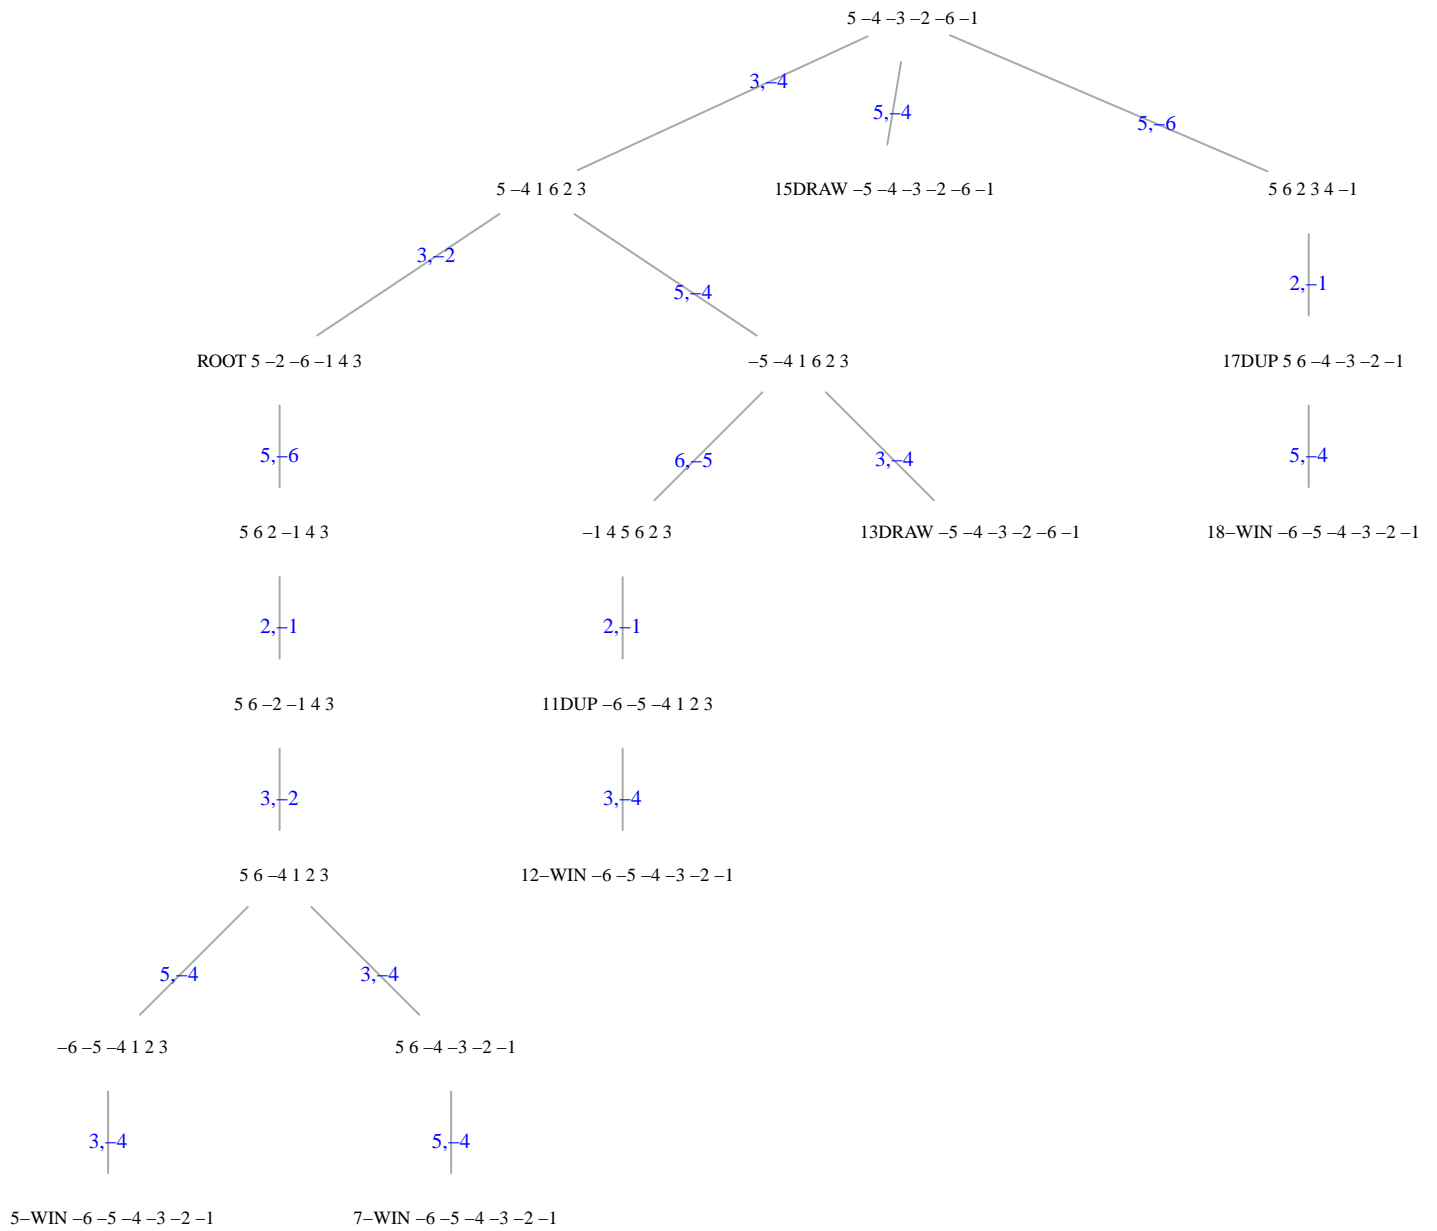 5 –4 –3 –2 –6 –1
3,–4
5,–4
5,–6
5 –4 1 6 2 3
15DRAW –5 –4 –3 –2 –6 –1
5 6 2 3 4 –1
3,–2
5,–4
2,–1
ROOT 5 –2 –6 –1 4 3
–5 –4 1 6 2 3
17DUP 5 6 –4 –3 –2 –1
5,–6
6,–5
3,–4
5,–4
5 6 2 –1 4 3
–1 4 5 6 2 3
13DRAW –5 –4 –3 –2 –6 –1
18–WIN –6 –5 –4 –3 –2 –1
2,–1
2,–1
5 6 –2 –1 4 3
11DUP –6 –5 –4 1 2 3
3,–2
3,–4
5 6 –4 1 2 3
12–WIN –6 –5 –4 –3 –2 –1
5,–4
3,–4
–6 –5 –4 1 2 3
5 6 –4 –3 –2 –1
3,–4
5,–4
5–WIN –6 –5 –4 –3 –2 –1
7–WIN –6 –5 –4 –3 –2 –1